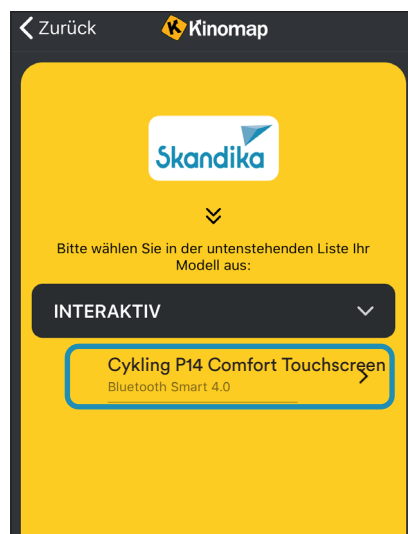 Zurück
Kinomap
Skandika
Bitte wählen Sie in der untenstehenden Liste Ihr
Modell aus:
INTERAKTIV
Cykling P14 Comfort Touchscreen
Bluetooth Smart 4.0